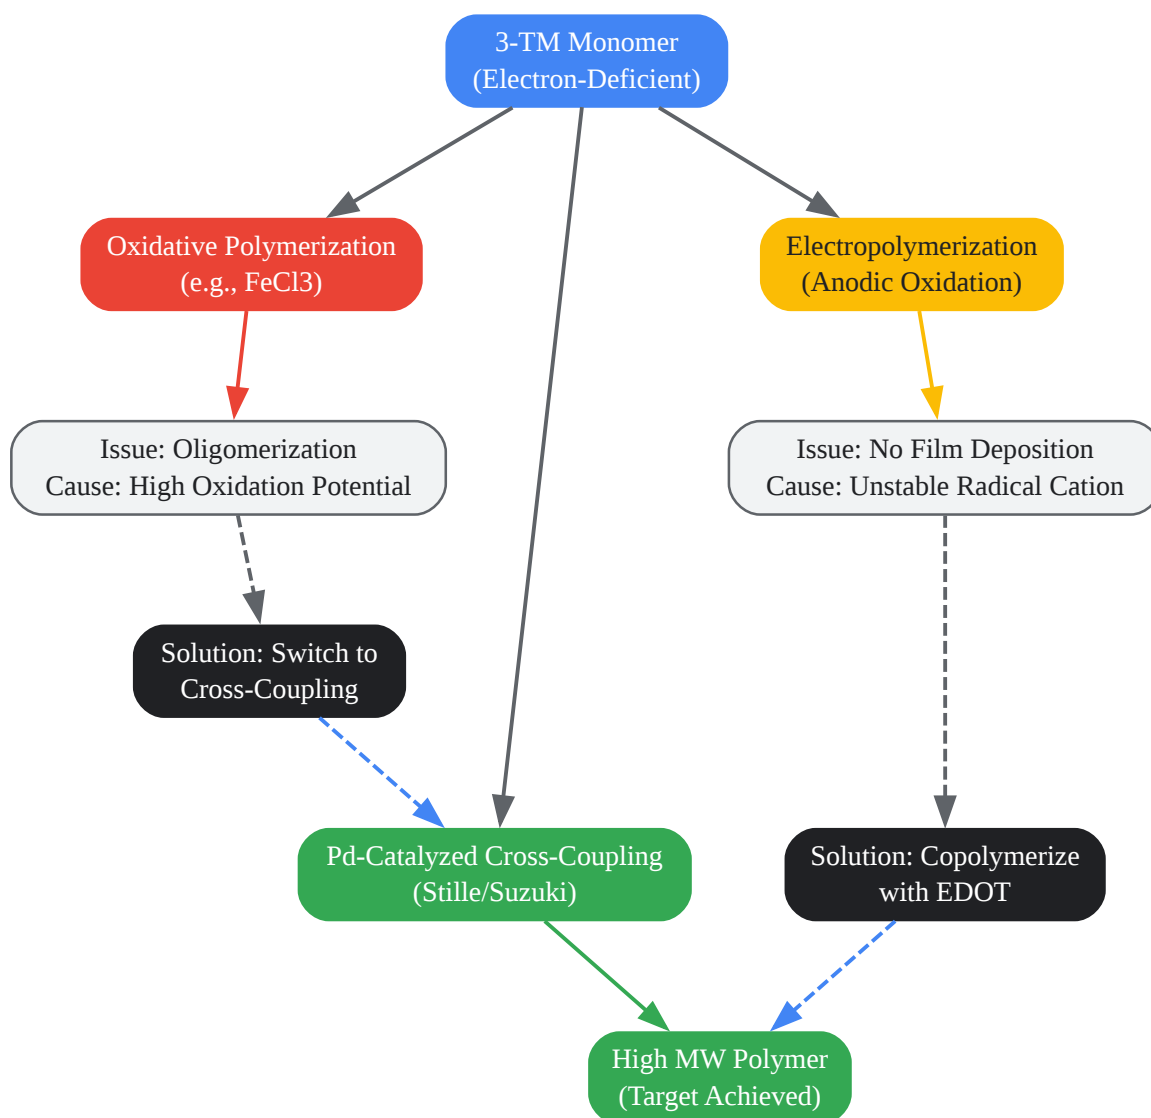 3-TM Monomer
(Electron-Deficient)
Oxidative Polymerization
(e.g., FeCl3)
Electropolymerization
(Anodic Oxidation)
Issue: Oligomerization
Cause: High Oxidation Potential
Issue: No Film Deposition
Cause: Unstable Radical Cation
Solution: Switch to
Cross-Coupling
Pd-Catalyzed Cross-Coupling
(Stille/Suzuki)
Solution: Copolymerize
with EDOT
High MW Polymer
(Target Achieved)